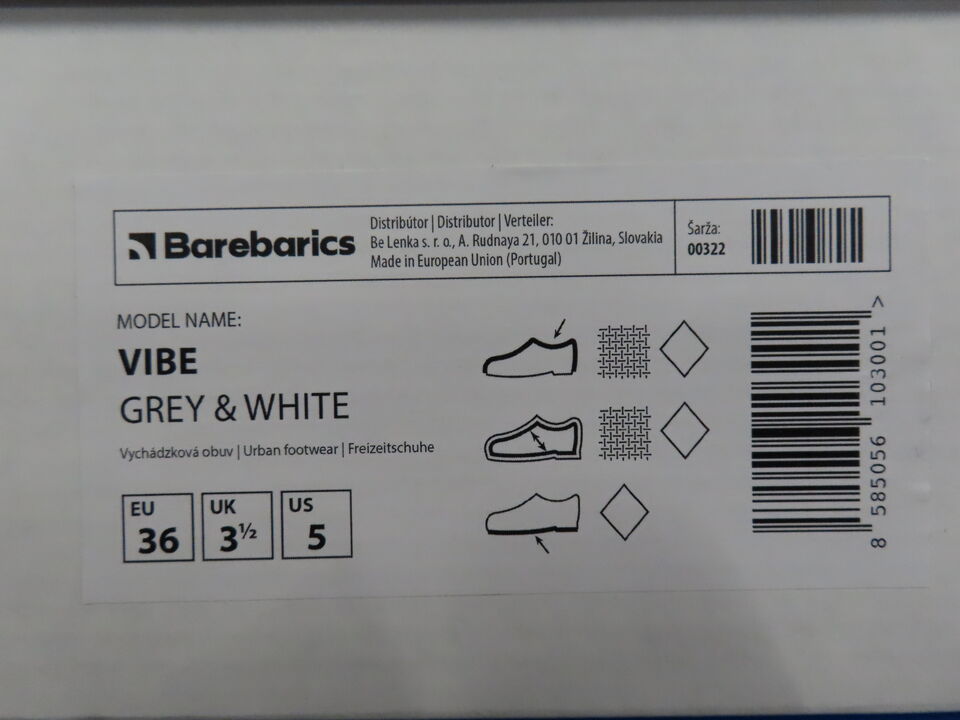 Barebarics
Distribútor | Distributor | Verteiler:
Be Lenka s. r. o., A. Rudnaya 21, 010 01 Žilina, Slovakia
Made in European Union (Portugal)
Šarža:
00322
MODEL NAME:
VIBE
GREY & WHITE
Vychádzková obuv | Urban footwear | Freizeitschuhe
EU
36
UK
3½
US
5
8 585056 103001 >